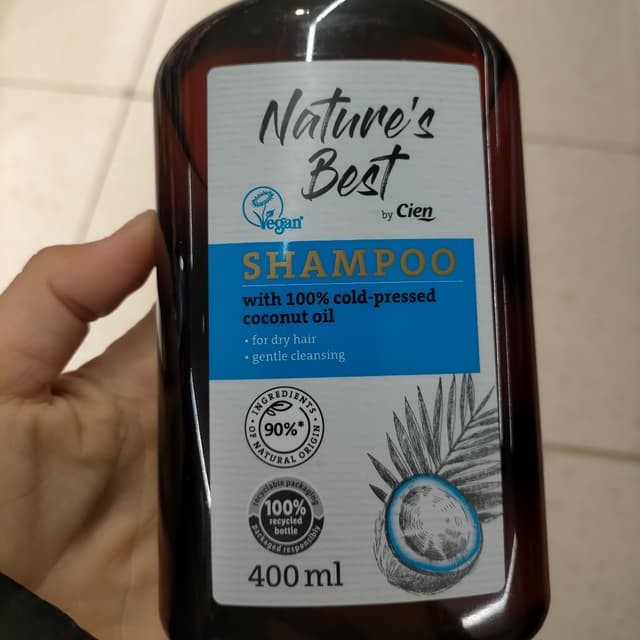 Nature's
Best
by Cien
Vegan
SHAMPOO
with 100% cold-pressed
coconut oil
• for dry hair
• gentle cleansing
INGREDIENTS
90%*
OF NATURAL ORIGIN
recyclable packaging
100%
recycled
bottle
packaged responsibly
400 ml